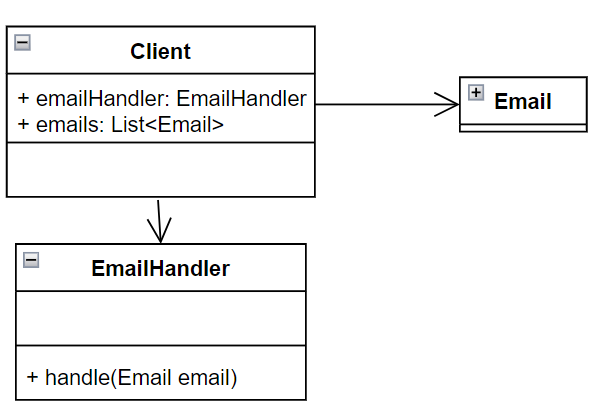 Client
+ emailHandler: EmailHandler
+ emails: List<Email>
Email
EmailHandler
+ handle(Email email)